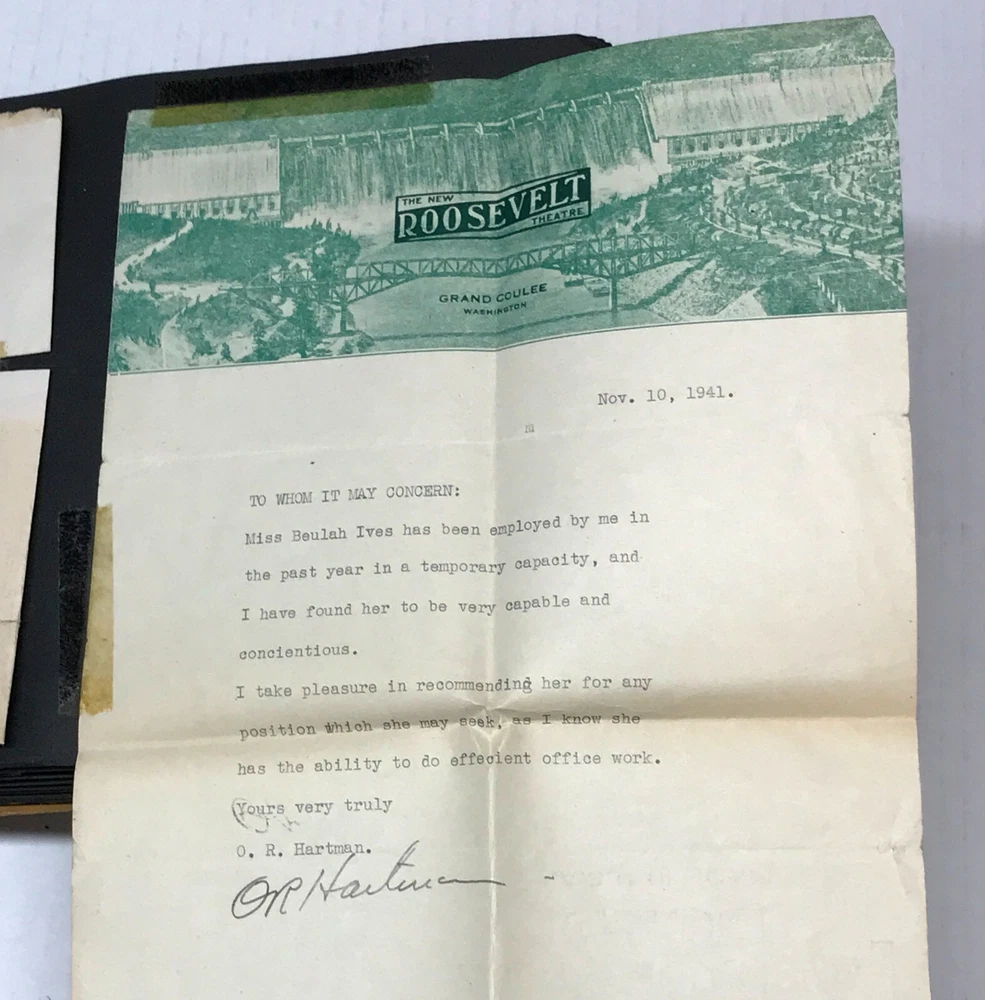 THE NEW
ROOSEVELT
THEATRE
GRAND COULEE
WASHINGTON
Nov. 10, 1941.
m
TO WHOM IT MAY CONCERN:
Miss Beulah Ives has been employed by me in
the past year in a temporary capacity, and
I have found her to be very capable and
concientious.
I take pleasure in recommending her for any
position which she may seek, as I know she
has the ability to do effecient office work.
Yours very truly
O. R. Hartman.
OR Hartman